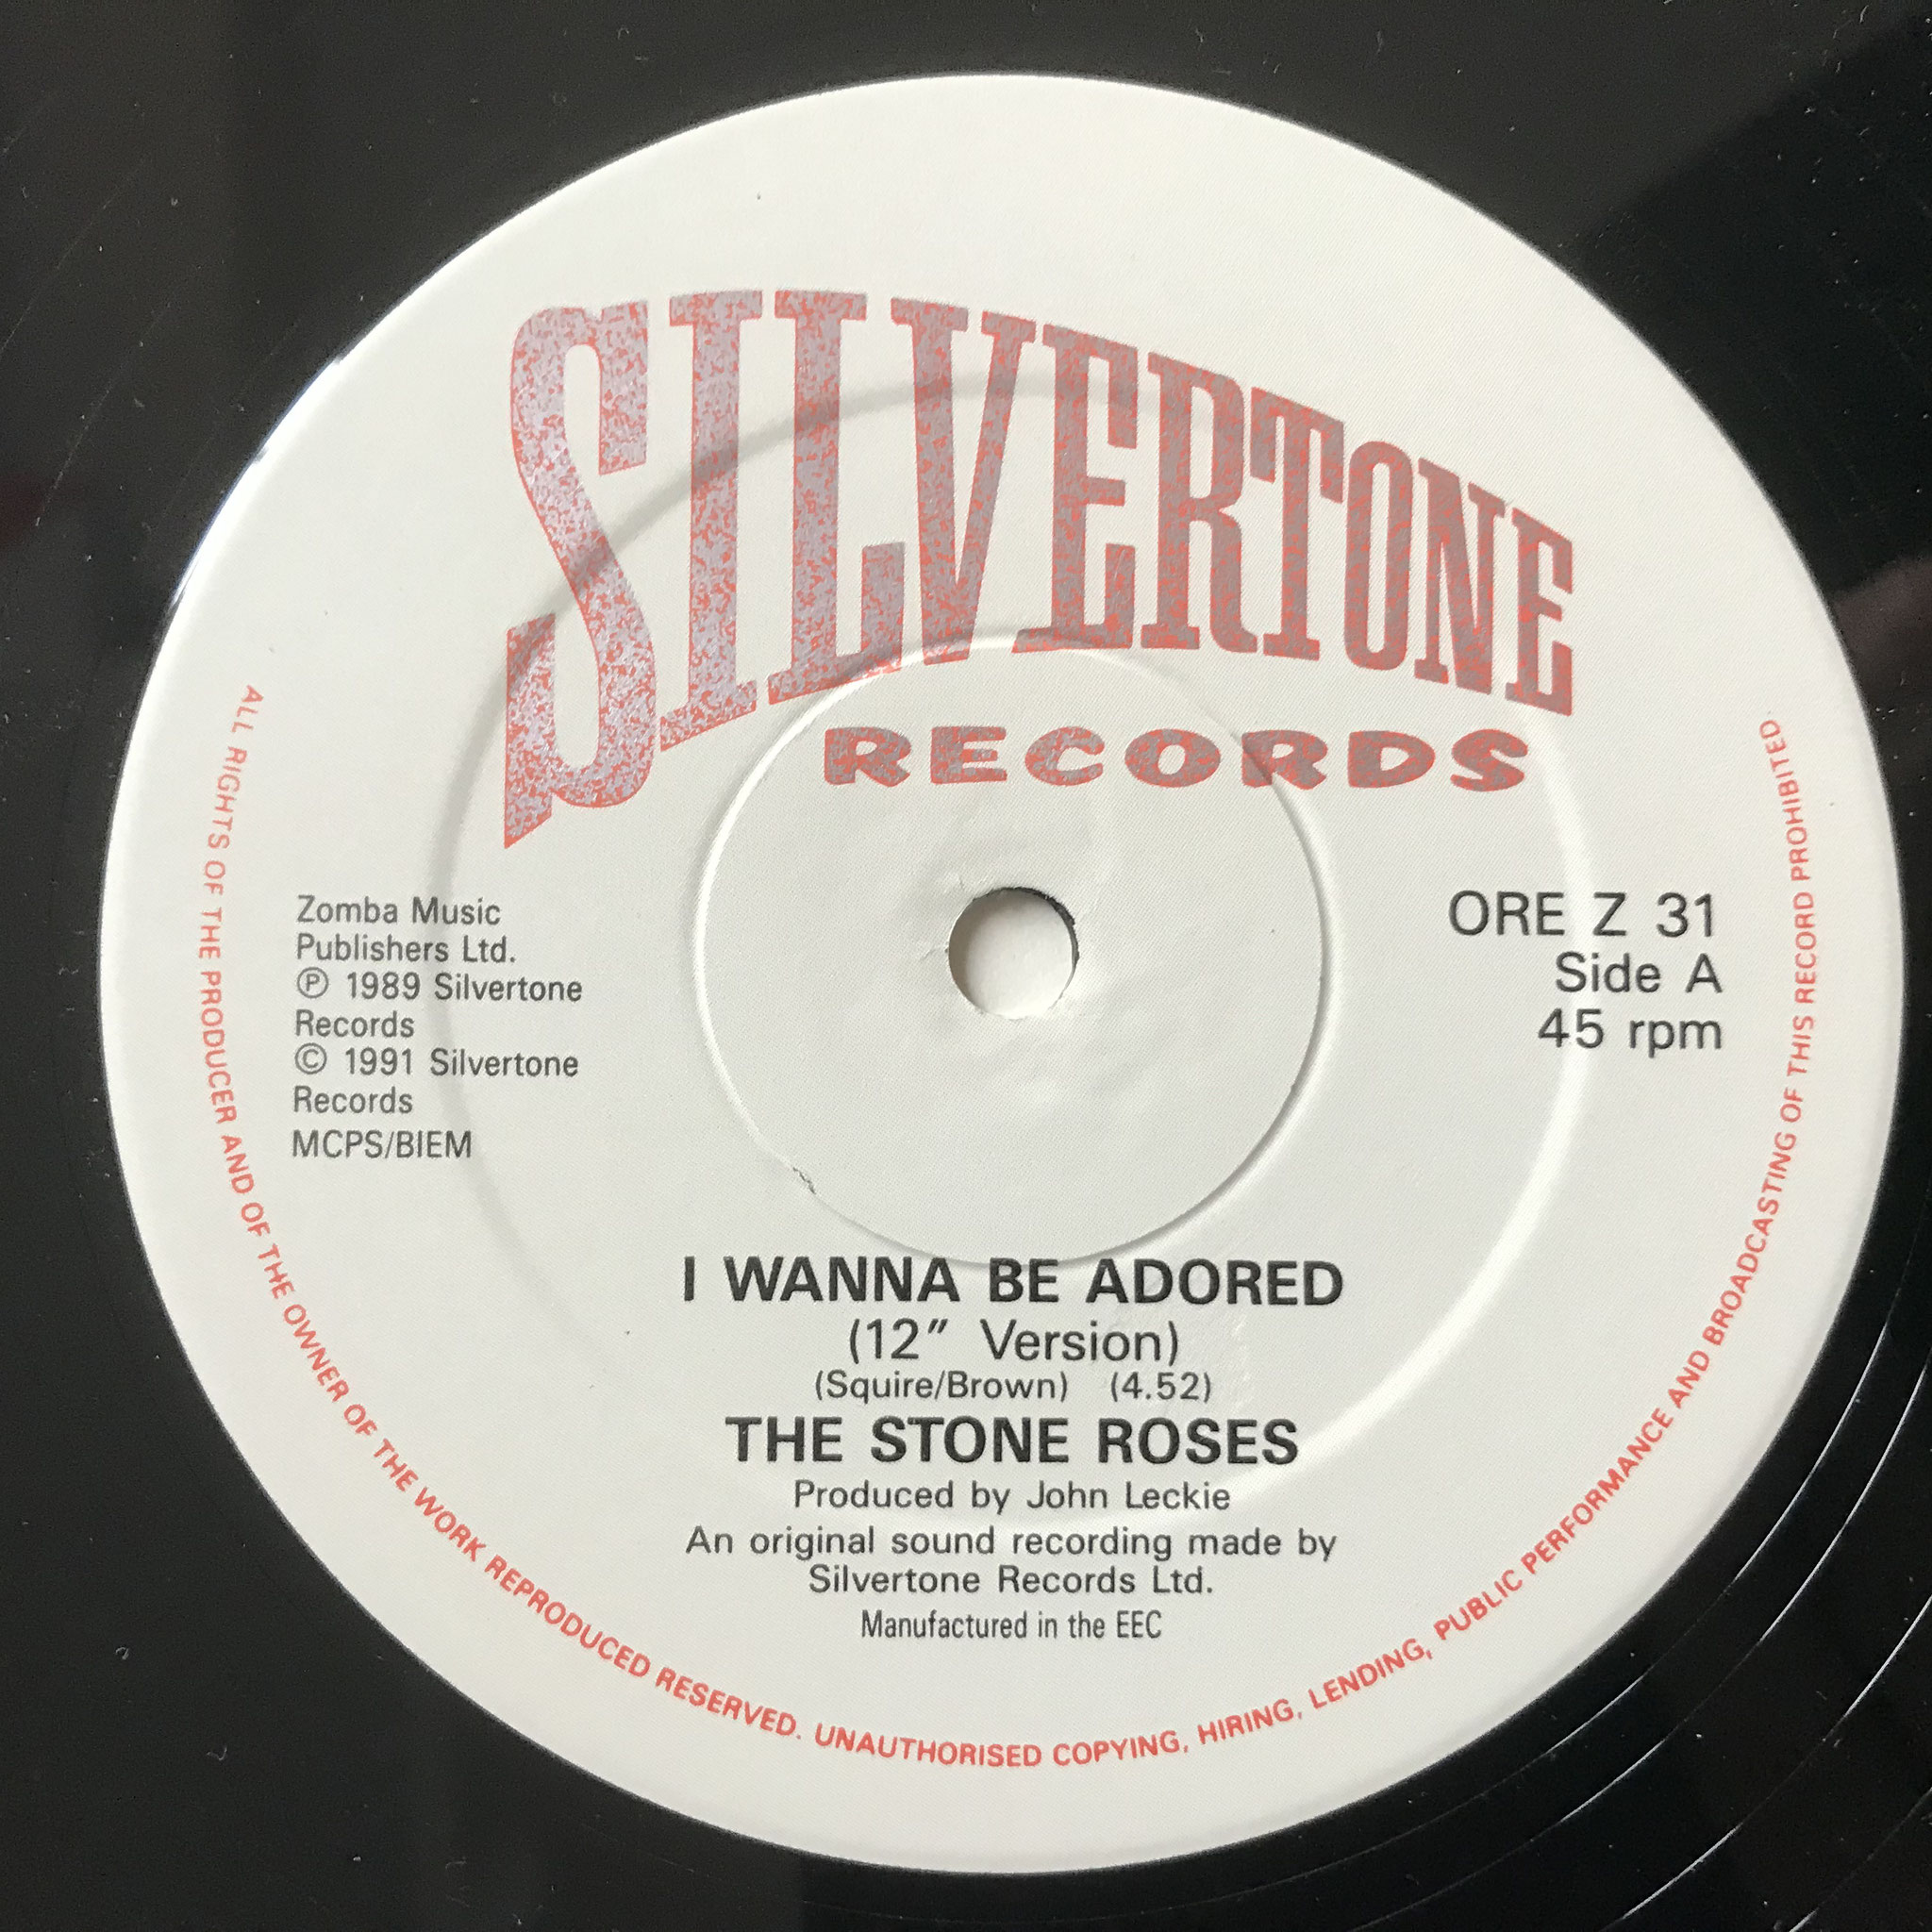 SILVERTONE
RECORDS
Zomba Music
Publishers Ltd.
℗ 1989 Silvertone
Records
© 1991 Silvertone
Records
MCPS/BIEM
ORE Z 31
Side A
45 rpm
I WANNA BE ADORED
(12″ Version)
(Squire/Brown) (4.52)
THE STONE ROSES
Produced by John Leckie
An original sound recording made by
Silvertone Records Ltd.
Manufactured in the EEC
ALL RIGHTS OF THE PRODUCER AND OF THE OWNER OF THE WORK REPRODUCED RESERVED. UNAUTHORISED COPYING, HIRING, LENDING, PUBLIC PERFORMANCE AND BROADCASTING OF THIS RECORD PROHIBITED